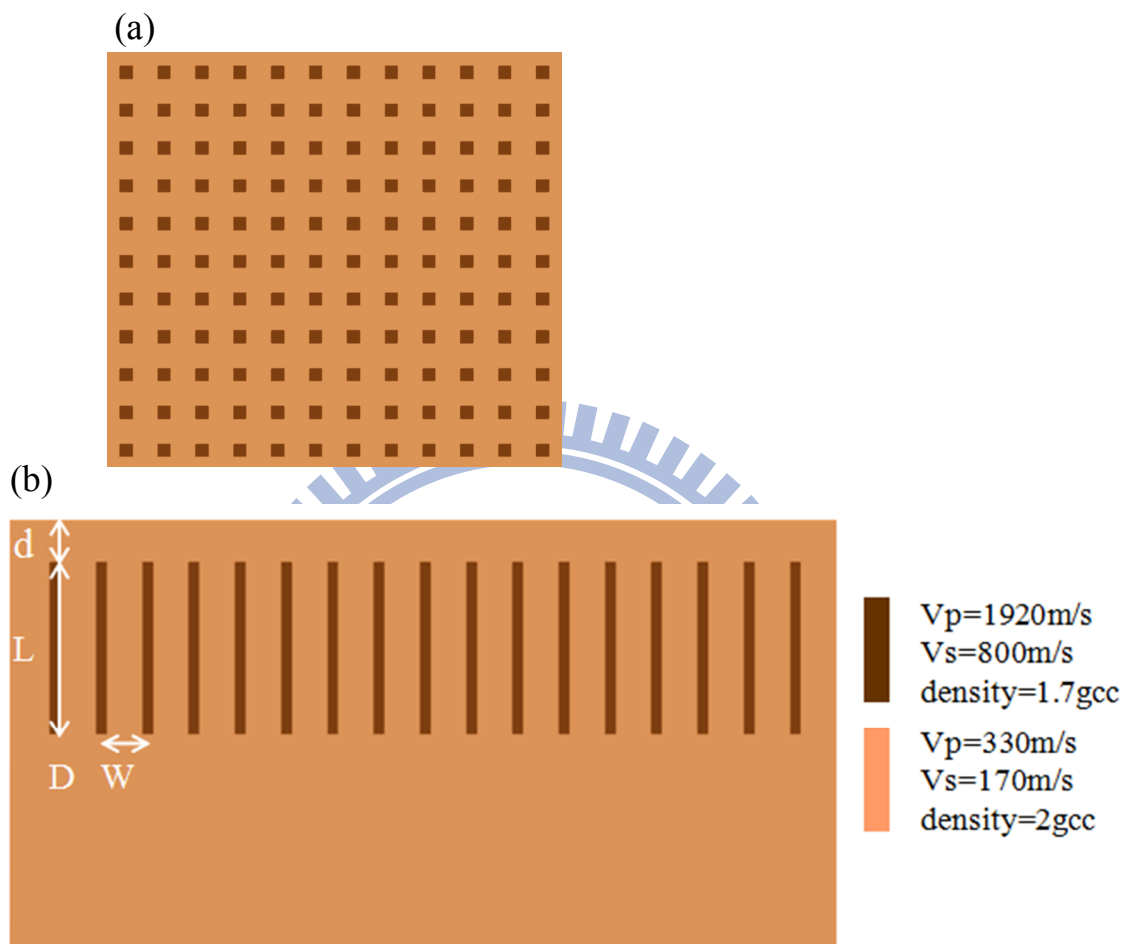 (a)
(b)
d
L
D
W
Vp=1920m/s
Vs=800m/s
density=1.7gcc
Vp=330m/s
Vs=170m/s
density=2gcc